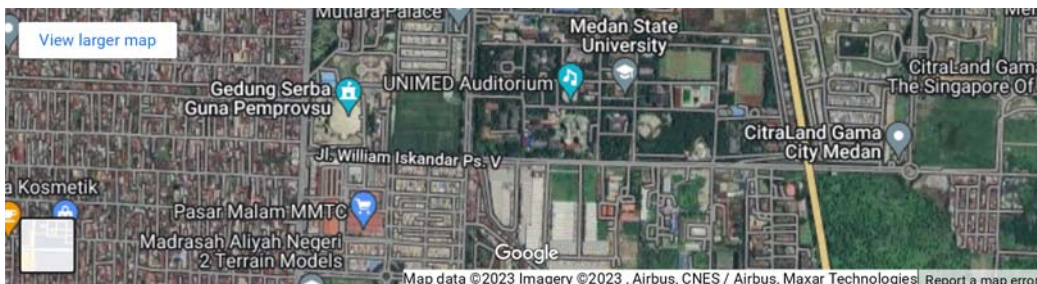 Mutiara Palace
View larger map
Medan State
University
CitraLand Gam
The Singapore Of
Gedung Serba
Guna Pemprovsu
UNIMED Auditorium
CitraLand Gama
City Medan
Jl. William Iskandar Ps. V
a Kosmetik
Pasar Malam MMTC
Madrasah Aliyah Negeri
2 Terrain Models
Google
Map data ©2023 Imagery ©2023 , Airbus, CNES / Airbus, Maxar Technologies
Report a map error